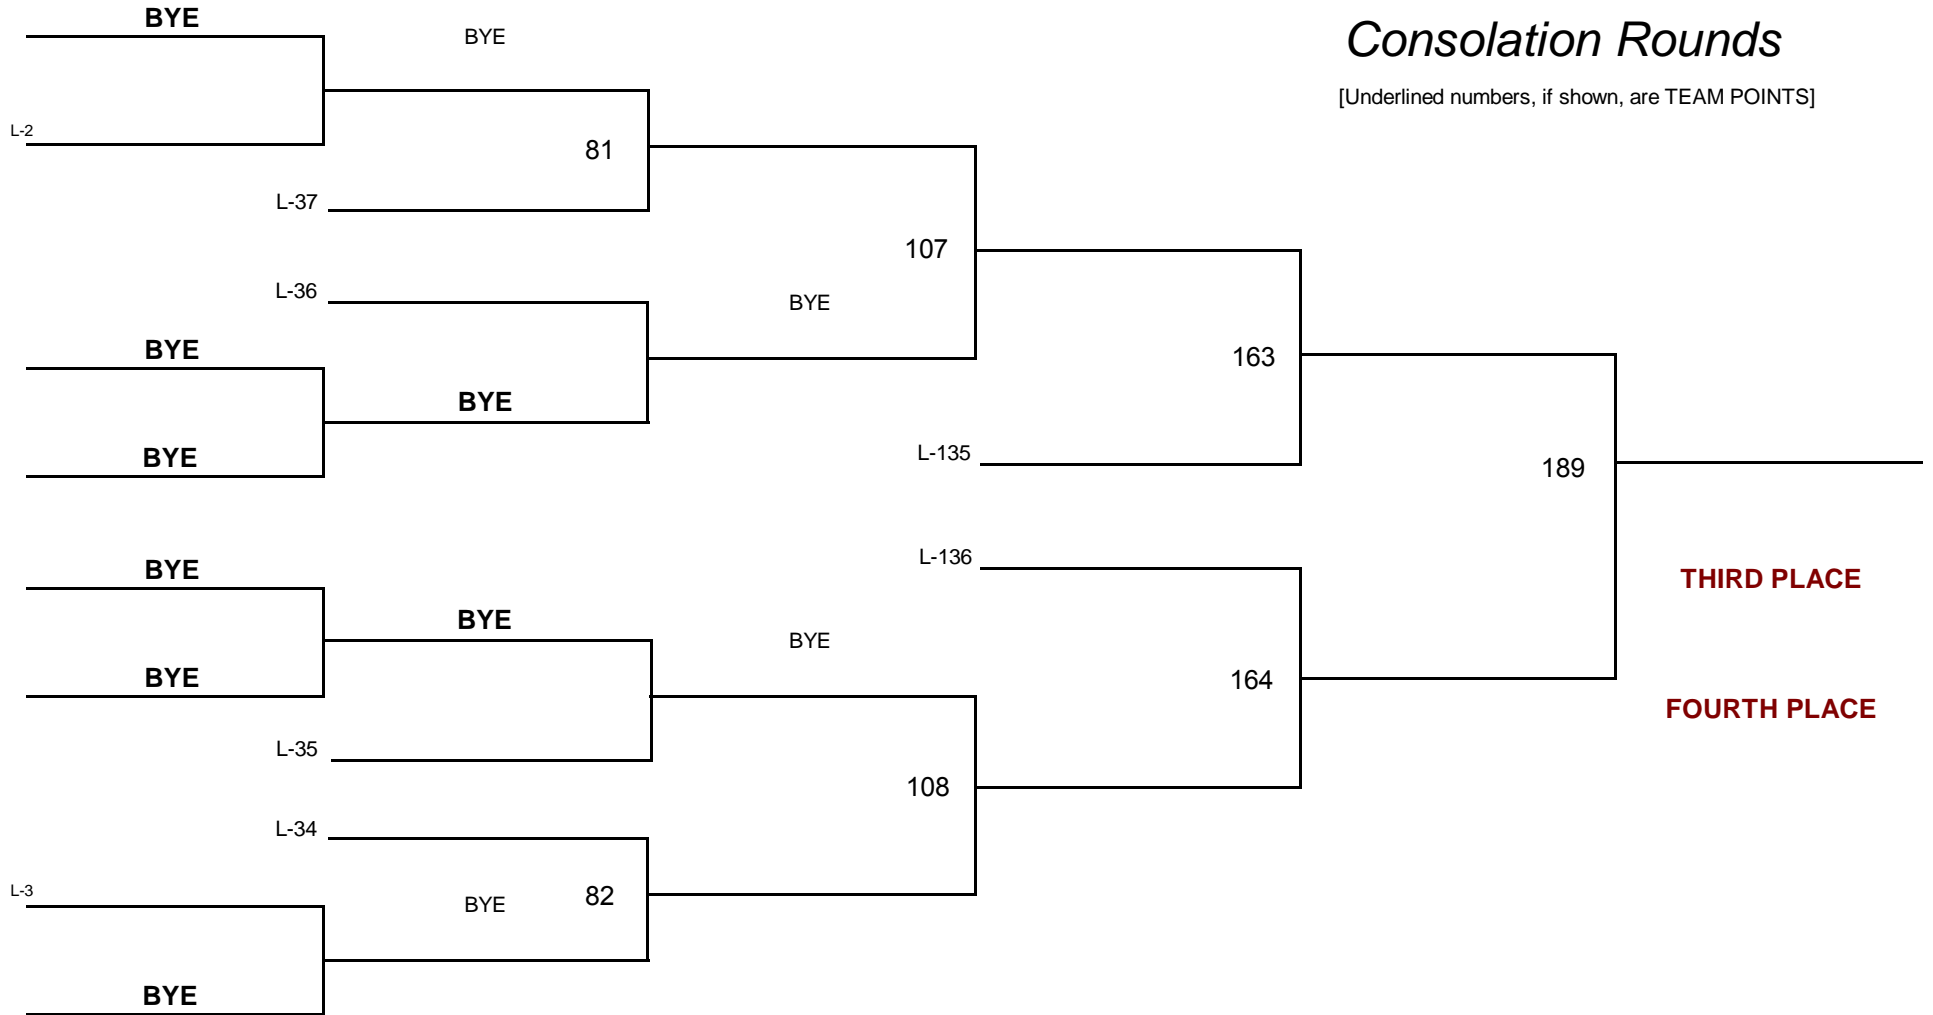 BYE
BYE
Consolation Rounds
[Underlined numbers, if shown, are TEAM POINTS]
L-2
81
L-37
107
L-36
BYE
BYE
163
BYE
L-135
BYE
189
L-136
BYE
THIRD PLACE
BYE
BYE
BYE
164
FOURTH PLACE
L-35
108
L-34
L-3
82
BYE
BYE